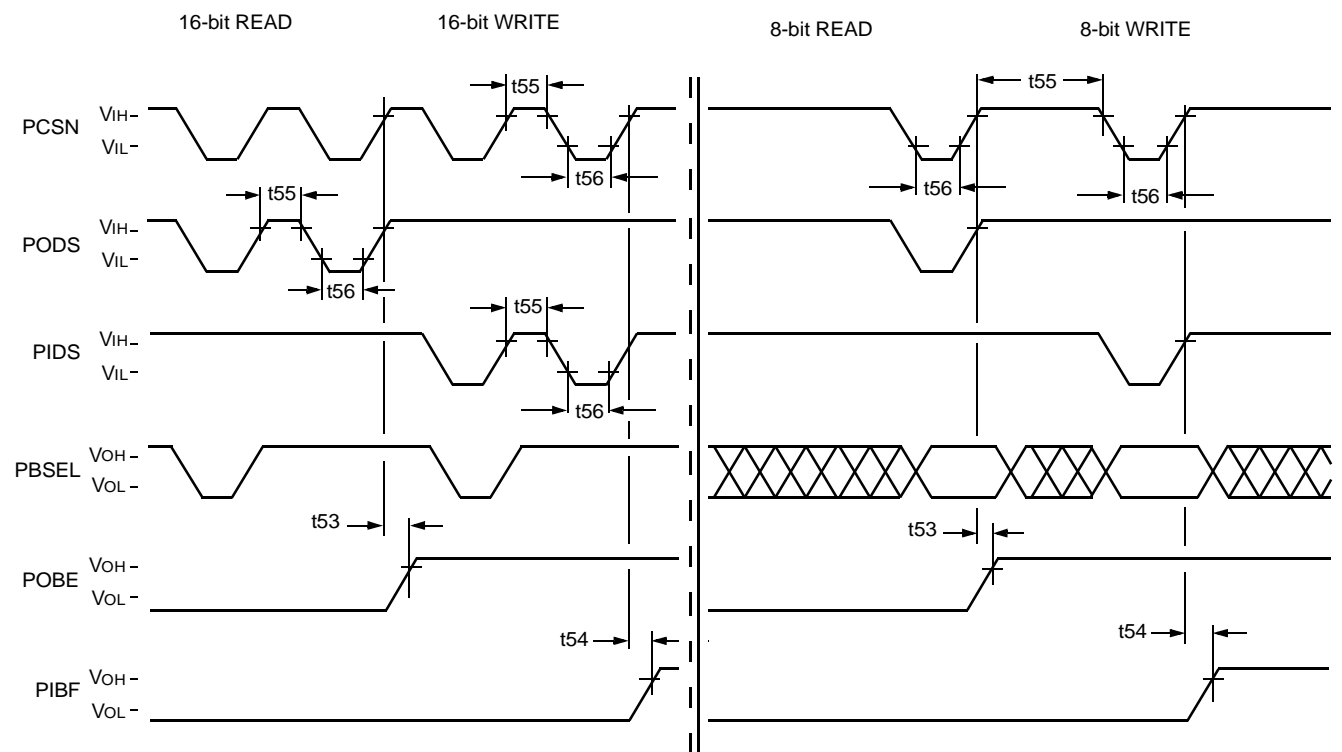 16-bit READ 16-bit WRITE 8-bit READ 8-bit WRITE
t55 t55
PCSN VIH– VIL–
t56 t56 t56
t55
PODS VIH– VIL–
t56
t55
PIDS VIH– VIL–
t56
PBSEL VOH– VOL–
t53 t53
POBE VOH– VOL–
t54 t54
PIBF VOH– VOL–